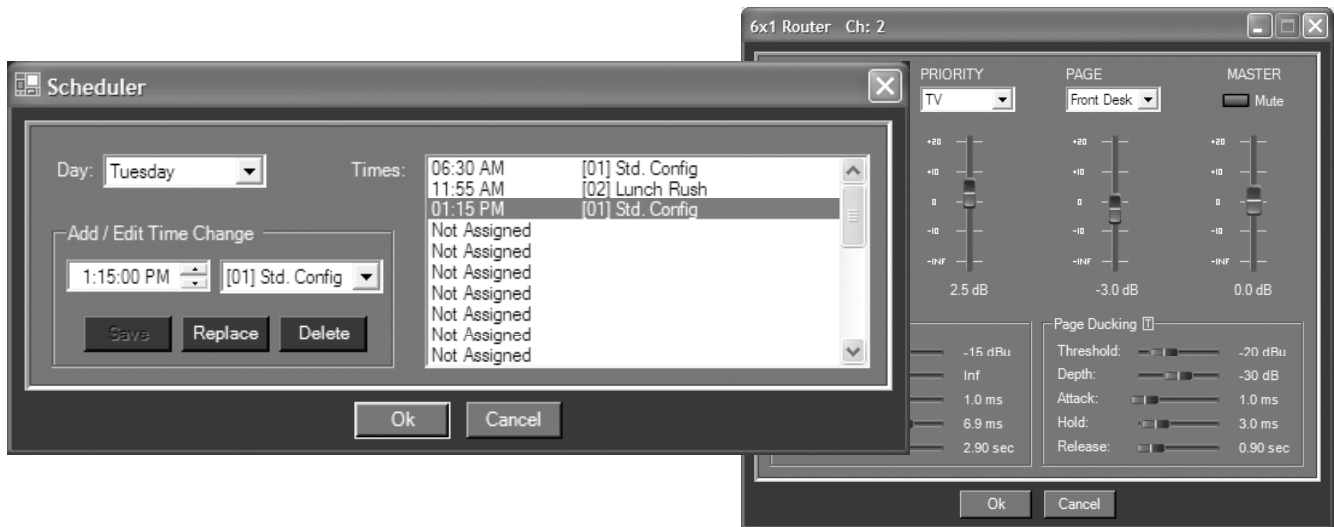 Scheduler
Day: Tuesday
Times:
06:30 AM [01] Std. Config
11:55 AM [02] Lunch Rush
01:15 PM [01] Std. Config
Not Assigned
Not Assigned
Not Assigned
Not Assigned
Not Assigned
Not Assigned
Not Assigned
Add / Edit Time Change
1:15:00 PM [01] Std. Config
Save Replace Delete
Ok Cancel
6x1 Router Ch: 2
PRIORITY PAGE MASTER
TV Front Desk Mute
+20 +20 +20
+10 +10 +10
0 0 0
-10 -10 -10
-INF -INF -INF
2.5 dB -3.0 dB 0.0 dB
Page Ducking T
-15 dBu Threshold: -20 dBu
Inf Depth: -30 dB
1.0 ms Attack: 1.0 ms
6.9 ms Hold: 3.0 ms
2.90 sec Release: 0.90 sec
Ok Cancel